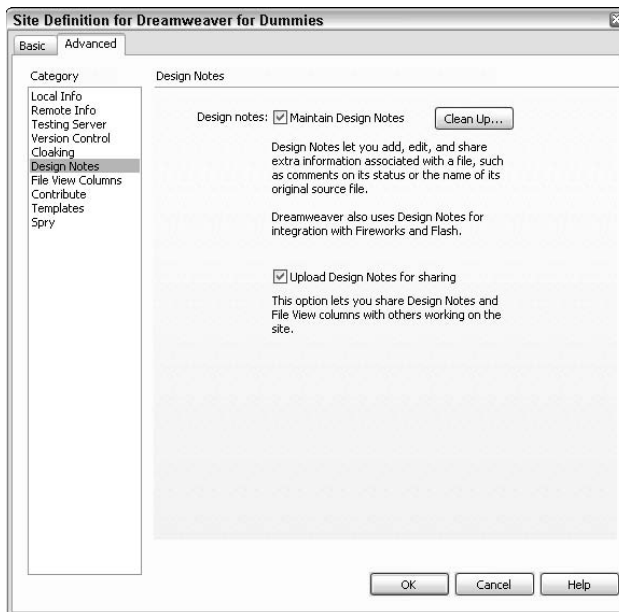 Site Definition for Dreamweaver for Dummies
Basic
Advanced
Category
Local Info
Remote Info
Testing Server
Version Control
Cloaking
Design Notes
File View Columns
Contribute
Templates
Spry
Design Notes
Design notes: Maintain Design Notes
Clean Up...
Design Notes let you add, edit, and share
extra information associated with a file, such
as comments on its status or the name of its
original source file.
Dreamweaver also uses Design Notes for
integration with Fireworks and Flash.
Upload Design Notes for sharing
This option lets you share Design Notes and
File View columns with others working on the
site.
OK
Cancel
Help